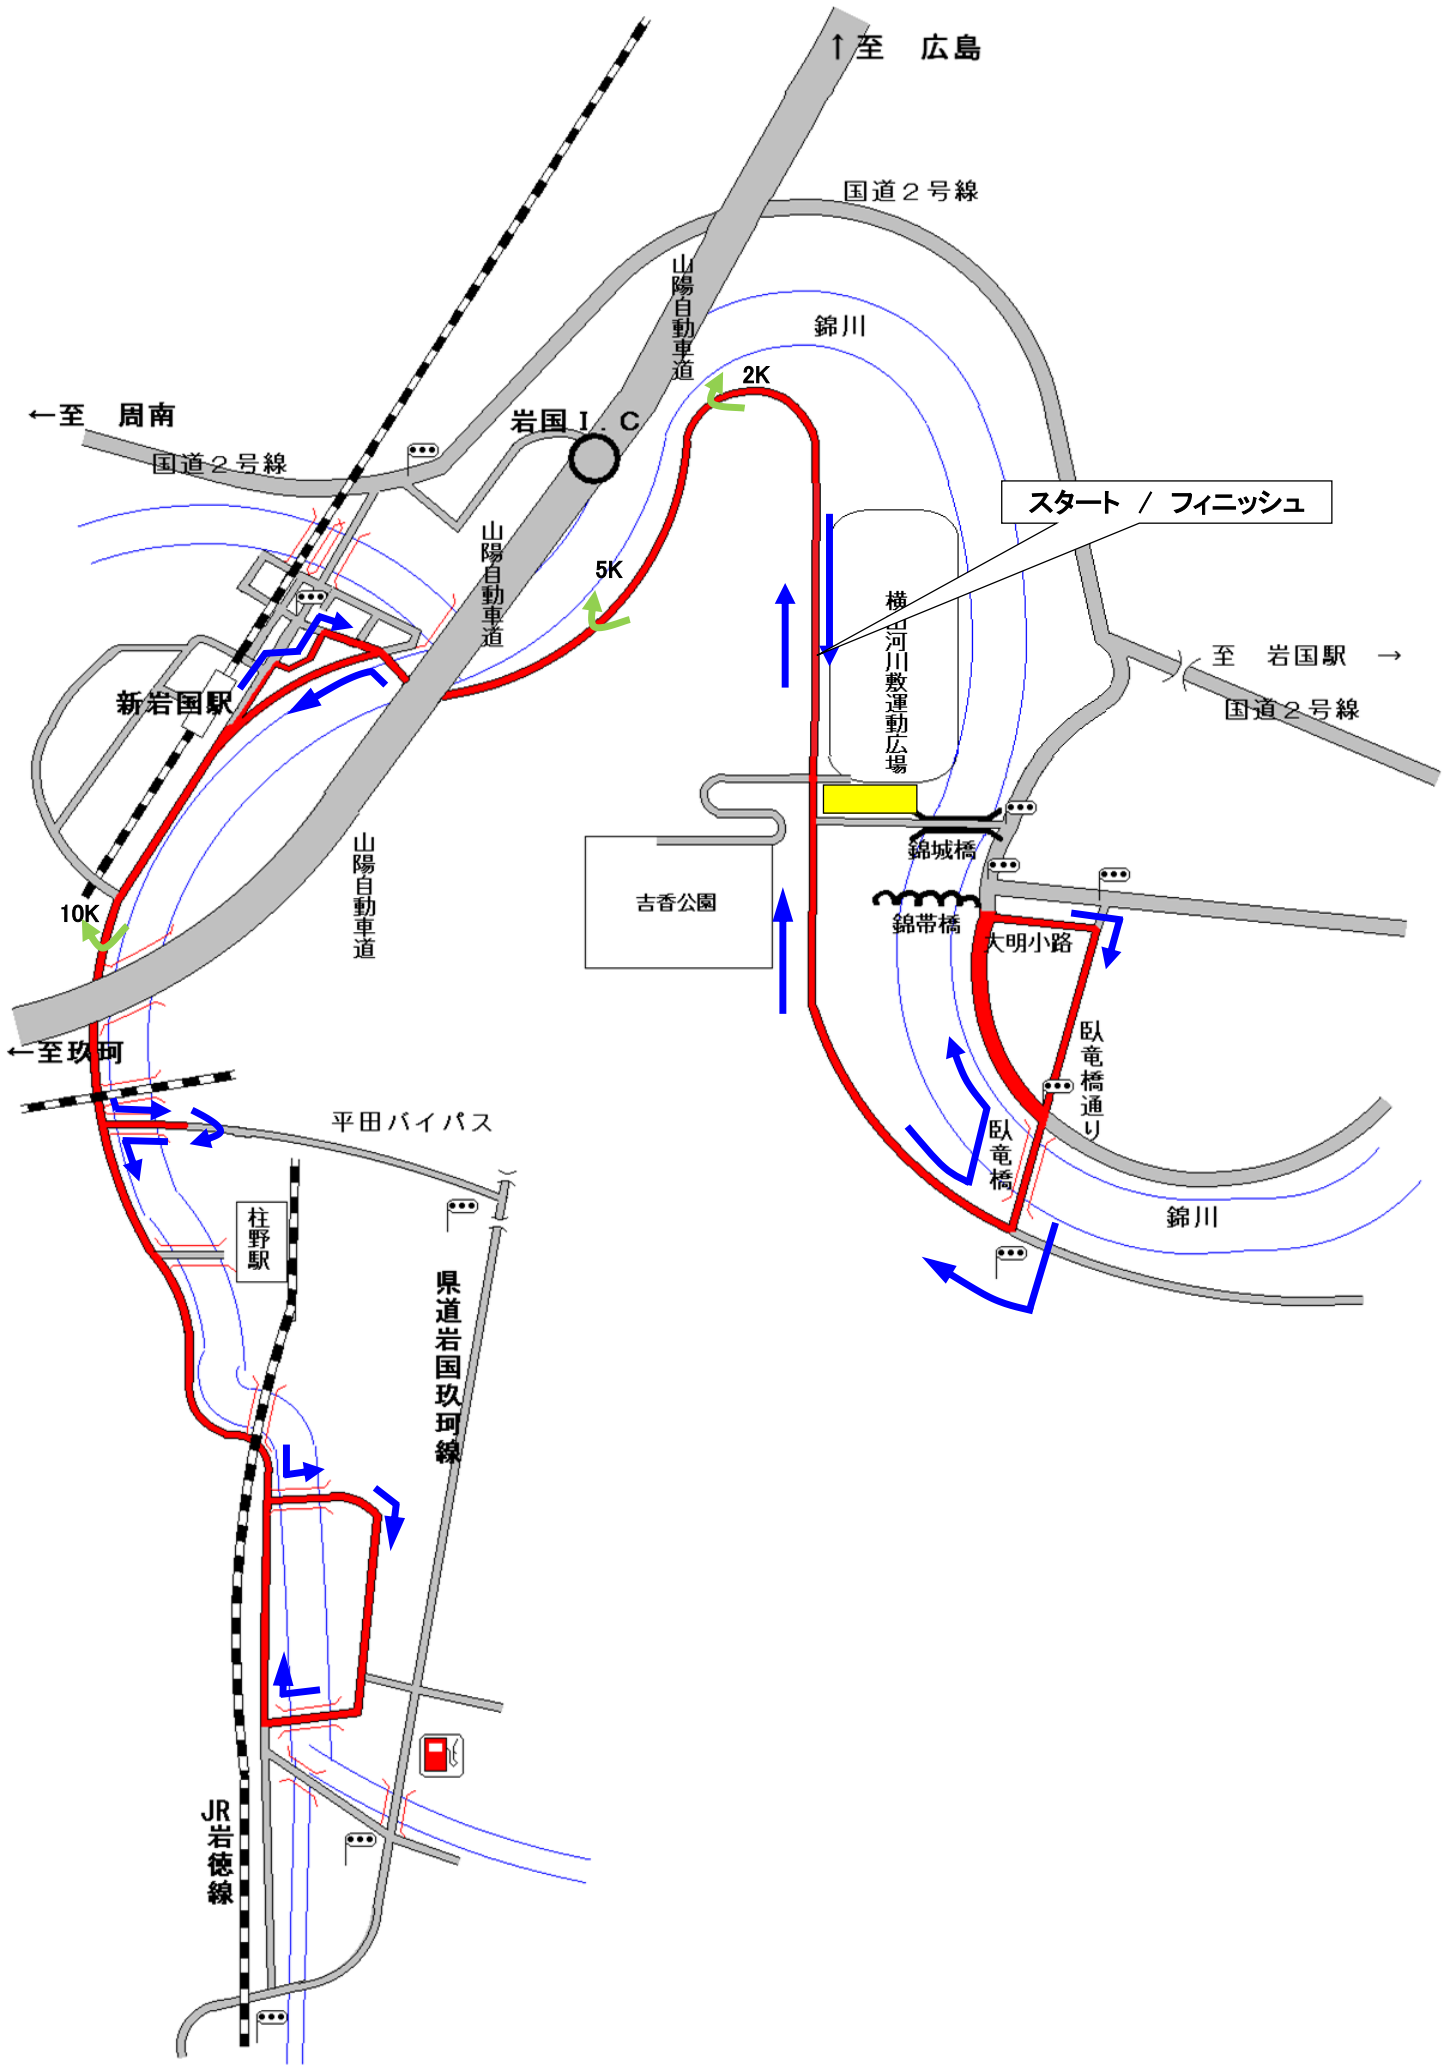 ↑至 広島
国道２号線
山陽自動車道
錦川
2K
←至 周南
岩国Ｉ．Ｃ
国道２号線
スタート / フィニッシュ
山陽自動車道
5K
横山河川敷運動広場
至 岩国駅 →
国道２号線
新岩国駅
山陽自動車道
錦城橋
吉香公園
10K
錦帯橋
大明小路
←至玖珂
臥竜橋通り
平田バイパス
臥竜橋
柱野駅
錦川
県道岩国玖珂線
JR岩徳線